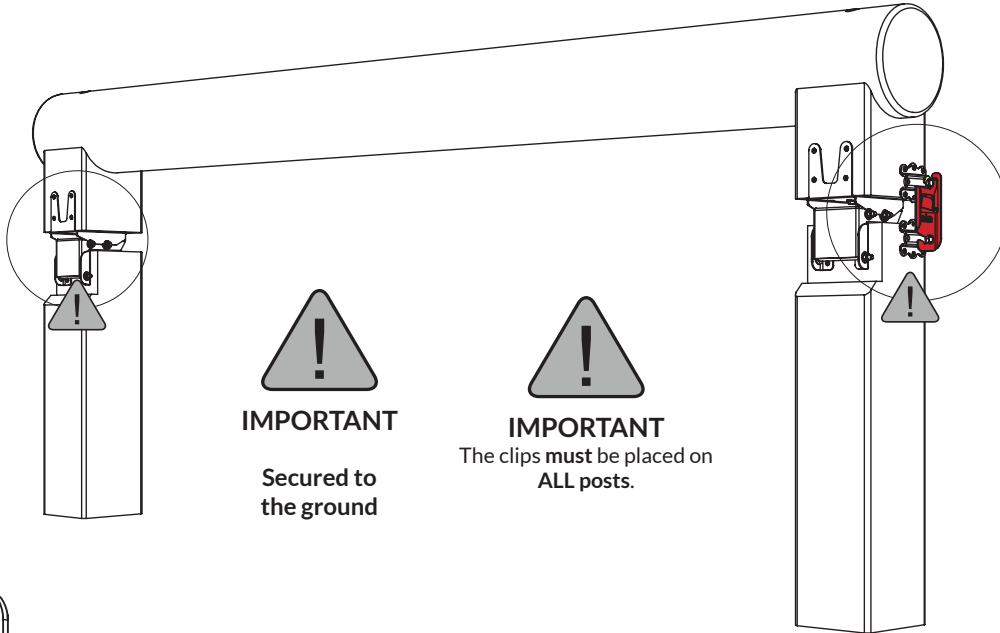 IMPORTANT
Secured to
the ground
IMPORTANT
The clips must be placed on
ALL posts.